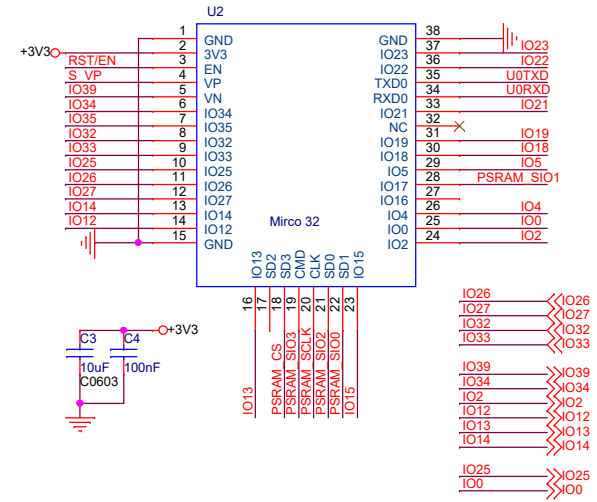 U2
1 GND GND 38
+3V3 2 3V3 IO23 37 IO23
RST/EN 3 EN IO22 36 IO22
S_VP 4 VP TXD0 35 U0TXD
IO39 5 VN RXD0 34 U0RXD
IO34 6 IO34 IO21 33 IO21
IO35 7 IO35 NC 32
IO32 8 IO32 IO19 31 IO19
IO33 9 IO33 IO18 30 IO18
IO25 10 IO25 IO5 29 IO5
IO26 11 IO26 IO17 28 PSRAM_SIO1
IO27 12 IO27 IO16 27
IO14 13 IO14 IO4 26 IO4
IO12 14 IO12 IO0 25 IO0
15 GND IO2 24 IO2
Mirco 32
IO13 SD2 SD3 CMD CLK SD0 SD1 IO15
16 17 18 19 20 21 22 23
IO13 PSRAM_CS PSRAM_SIO3 PSRAM_SCLK PSRAM_SIO2 PSRAM_SIO0 IO15
+3V3
C3 C4
10uF 100nF
C0603
IO26 IO26
IO27 IO27
IO32 IO32
IO33 IO33
IO39 IO39
IO34 IO34
IO2 IO2
IO12 IO12
IO13 IO13
IO14 IO14
IO25 IO25
IO0 IO0